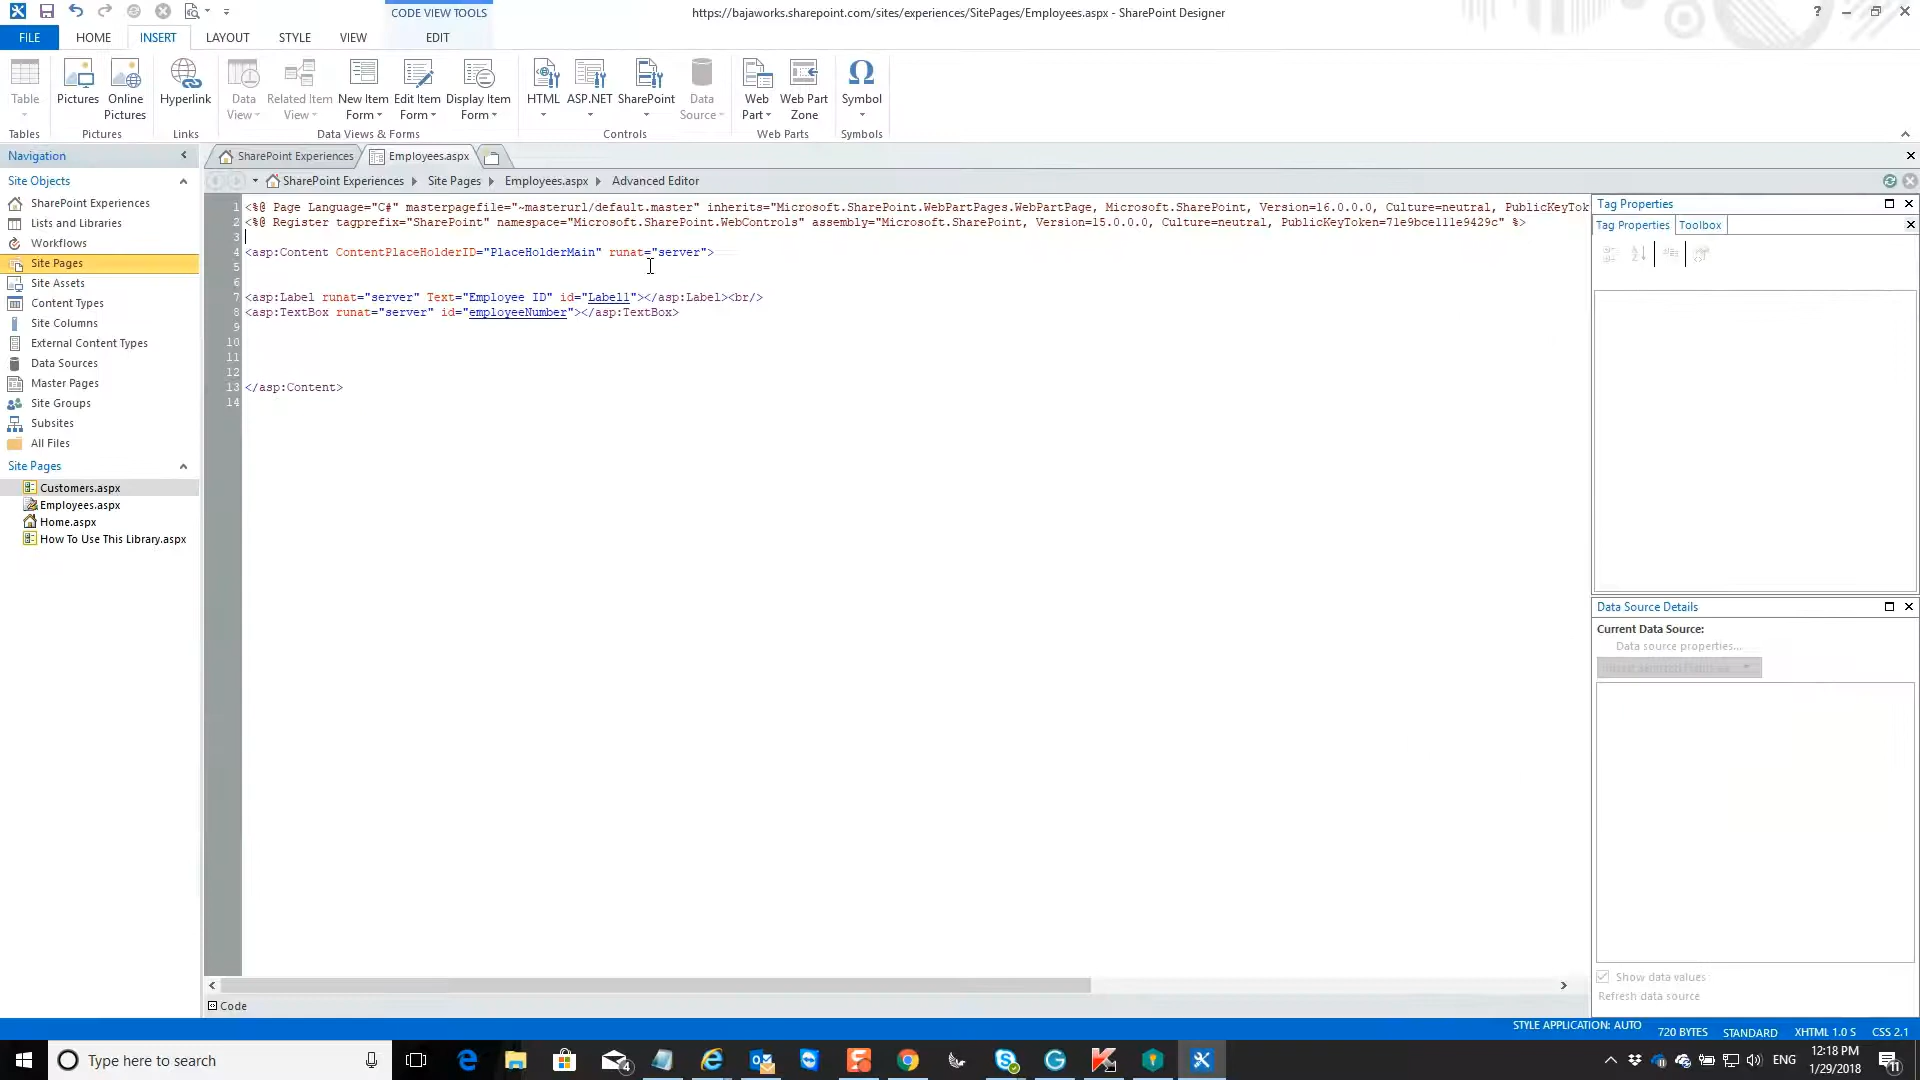 CODE VIEW TOOLS
https://bajaworks.sharepoint.com/sites/experiences/SitePages/Employees.aspx - SharePoint Designer
FILE
HOME
INSERT
LAYOUT
STYLE
VIEW
EDIT
Table
Pictures
Online Pictures
Hyperlink
Data View
Related Item View
New Item Form
Edit Item Form
Display Item Form
HTML
ASP.NET
SharePoint
Data Source
Web Part
Web Part Zone
Symbol
Tables
Pictures
Links
Data Views & Forms
Controls
Web Parts
Symbols
Navigation
SharePoint Experiences
Employees.aspx
Site Objects
SharePoint Experiences
Lists and Libraries
Workflows
Site Pages
Site Assets
Content Types
Site Columns
External Content Types
Data Sources
Master Pages
Site Groups
Subsites
All Files
Site Pages
Customers.aspx
Employees.aspx
Home.aspx
How To Use This Library.aspx
SharePoint Experiences
Site Pages
Employees.aspx
Advanced Editor
1 <%@ Page Language="C#" masterpagefile="~masterurl/default.master" inherits="Microsoft.SharePoint.WebPartPages.WebPartPage, Microsoft.SharePoint, Version=16.0.0.0, Culture=neutral, PublicKeyTok
2 <%@ Register tagprefix="SharePoint" namespace="Microsoft.SharePoint.WebControls" assembly="Microsoft.SharePoint, Version=15.0.0.0, Culture=neutral, PublicKeyToken=71e9bce111e9429c" %>
3
4 <asp:Content ContentPlaceHolderID="PlaceHolderMain" runat="server">
5
6
7 <asp:Label runat="server" Text="Employee ID" id="Label1"></asp:Label><br/>
8 <asp:TextBox runat="server" id="employeeNumber"></asp:TextBox>
9
10
11
12
13 </asp:Content>
14
Code
Tag Properties
Tag Properties
Toolbox
Data Source Details
Current Data Source:
Data source properties...
Show data values
Refresh data source
STYLE APPLICATION: AUTO
720 BYTES
STANDARD
XHTML 1.0 S
CSS 2.1
Type here to search
4
ENG
12:18 PM
1/29/2018
11